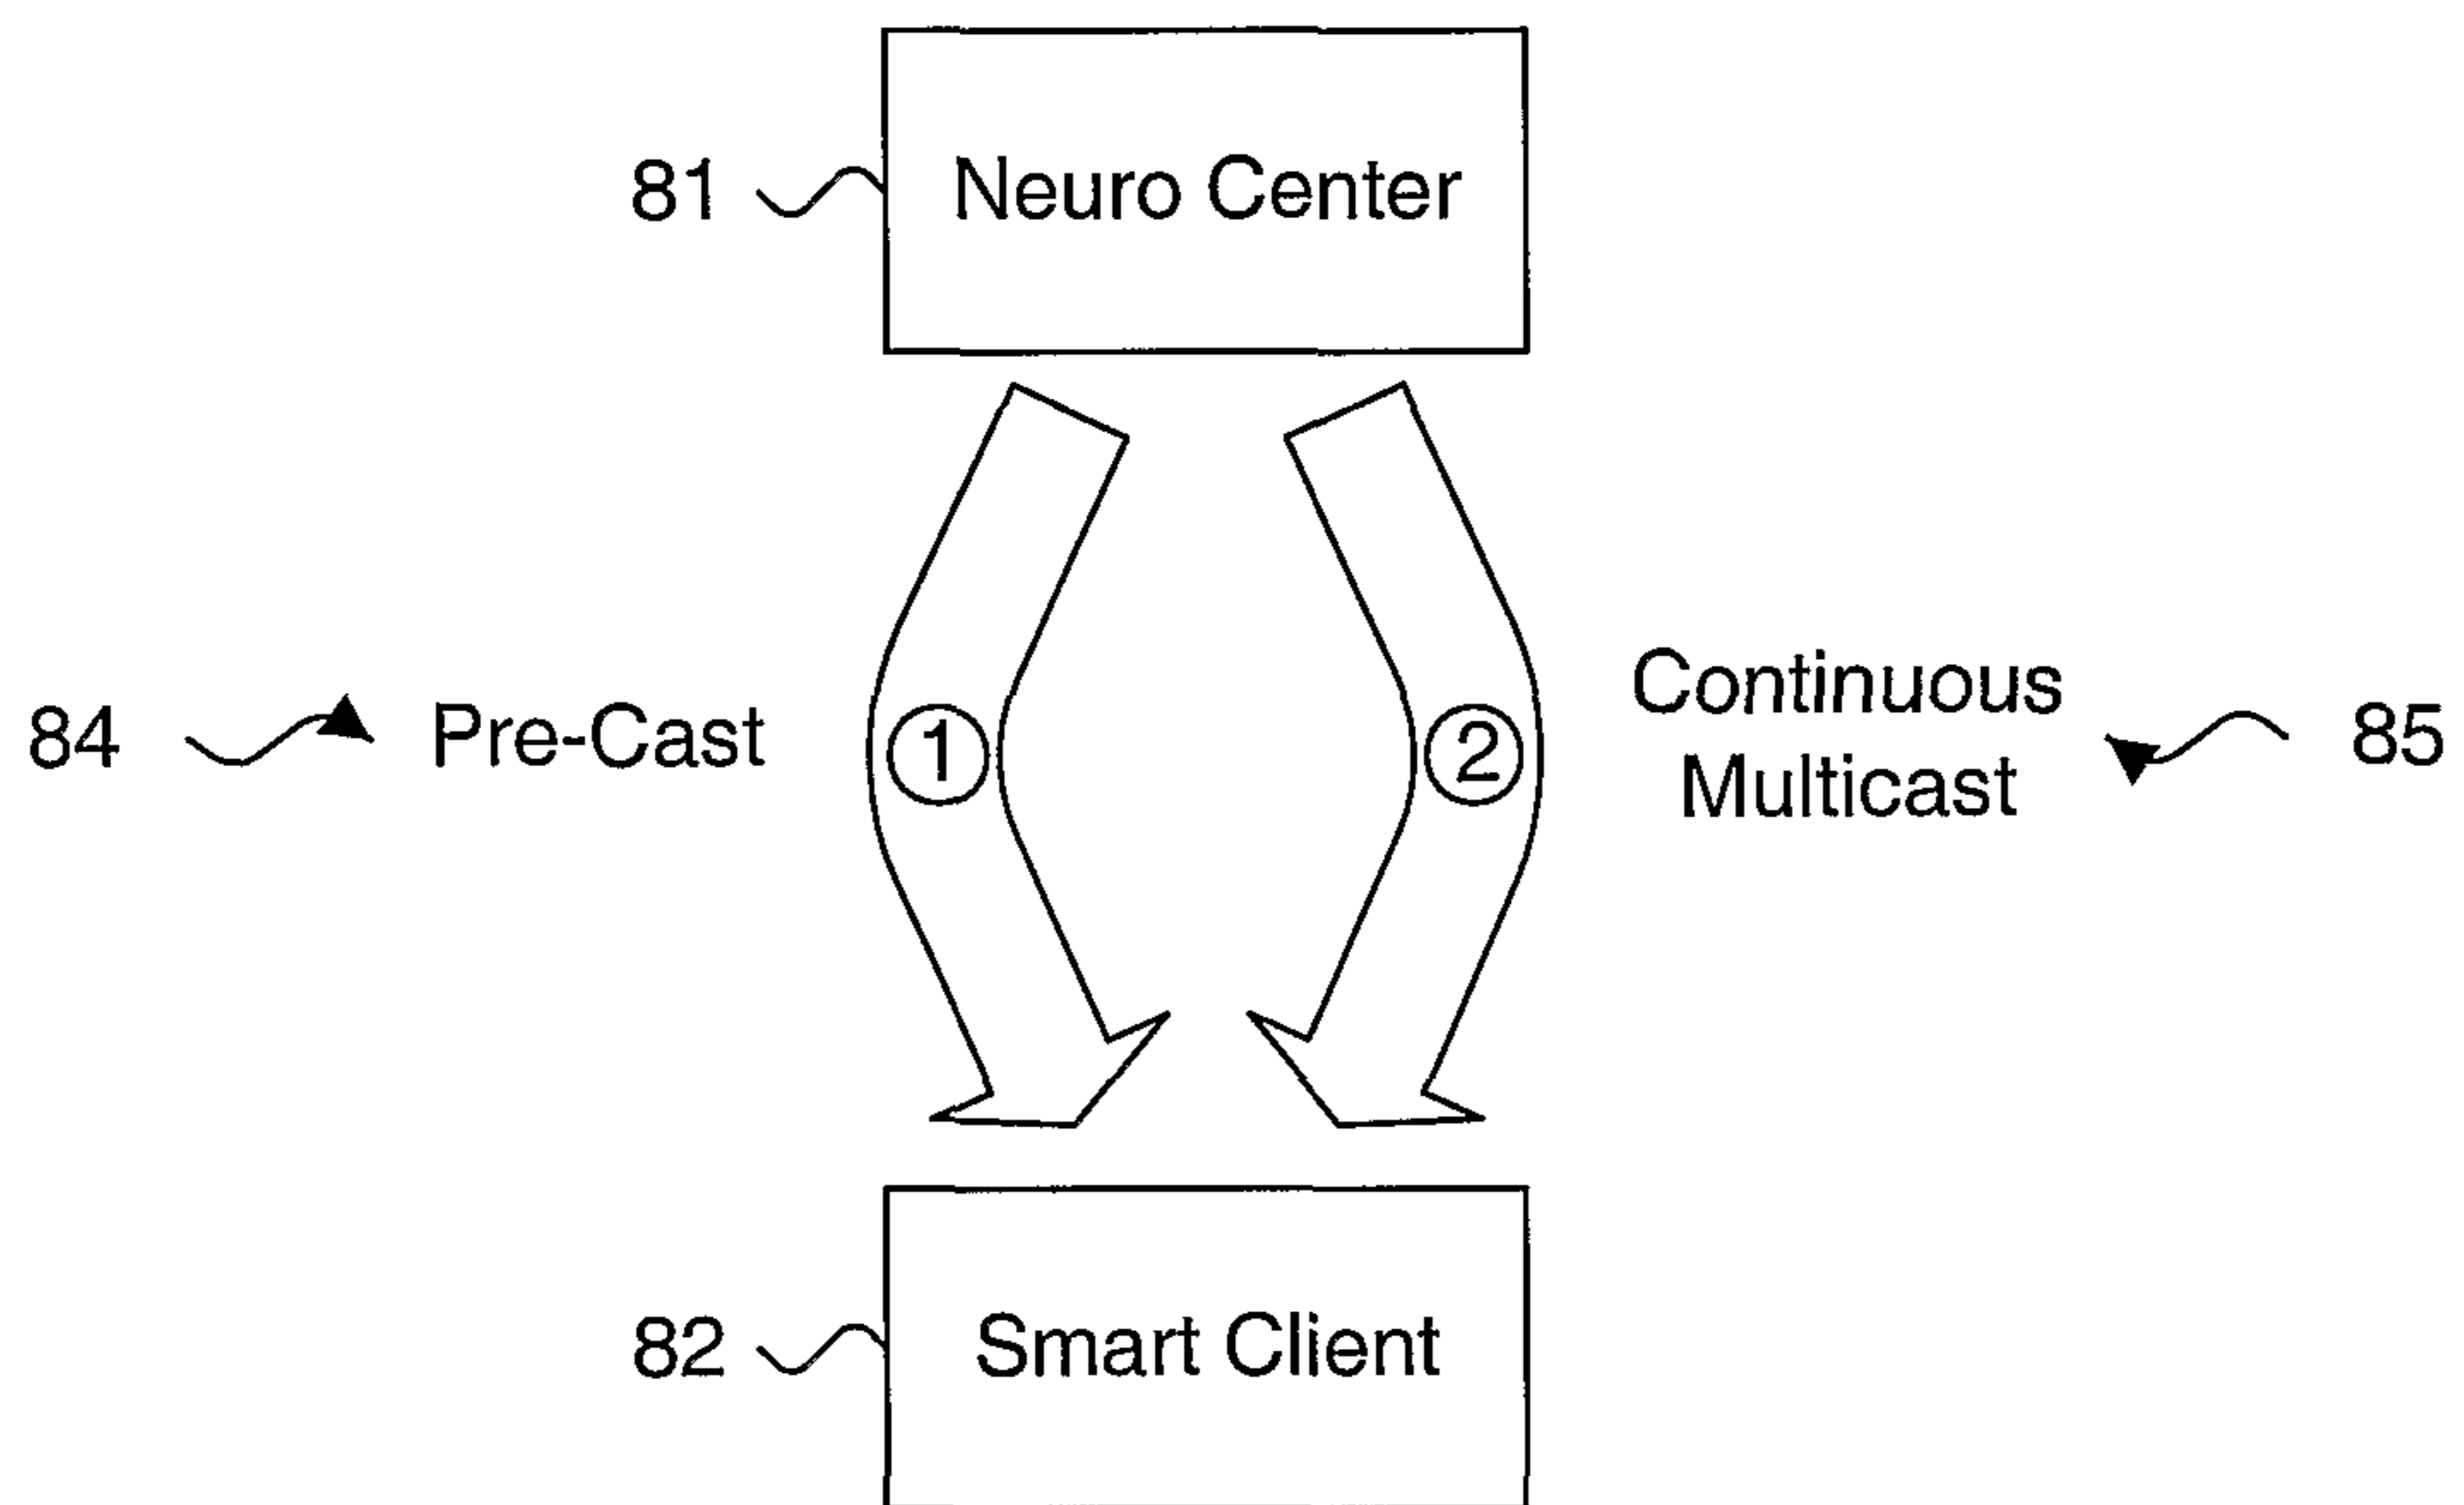 81
Neuro Center
84
Pre-Cast
1
2
Continuous
Multicast
85
82
Smart Client